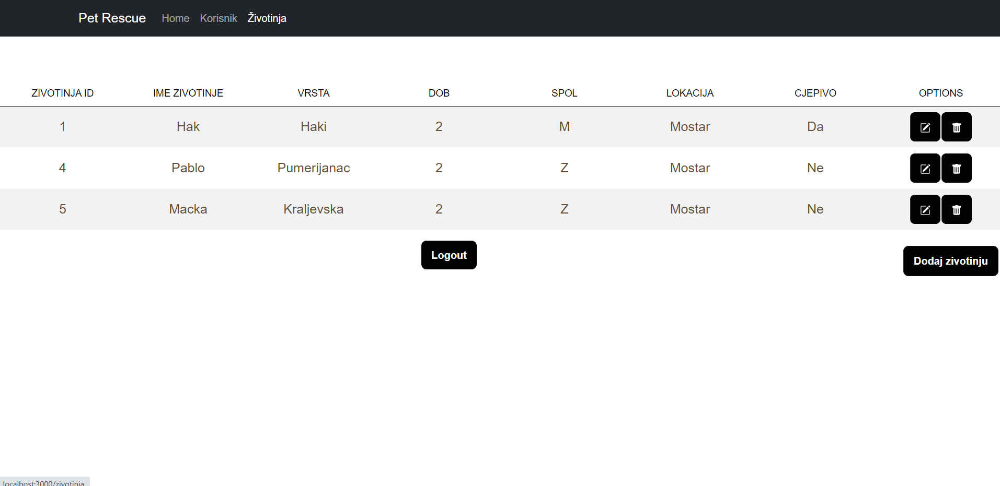 Pet Rescue Home Korisnik Životinja
ZIVOTINJA ID IME ZIVOTINJE VRSTA DOB SPOL LOKACIJA CJEPIVO OPTIONS
1 Hak Haki 2 M Mostar Da
4 Pablo Pumerijanac 2 Z Mostar Ne
5 Macka Kraljevska 2 Z Mostar Ne
Logout
Dodaj zivotinju
localhost:3000/zivotinja